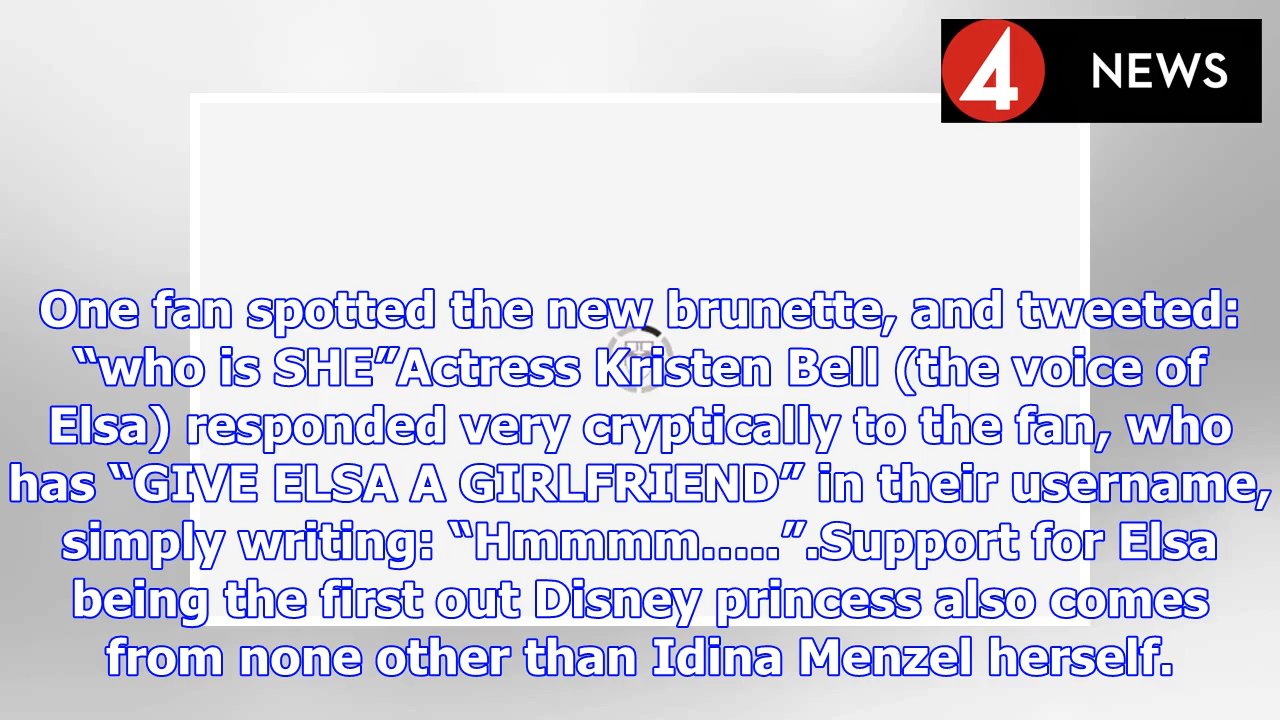 4 NEWS
One fan spotted the new brunette, and tweeted:
“who is SHE”Actress Kristen Bell (the voice of
Elsa) responded very cryptically to the fan, who
has “GIVE ELSA A GIRLFRIEND” in their username,
simply writing: “Hmmmm.....”.Support for Elsa
being the first out Disney princess also comes
from none other than Idina Menzel herself.